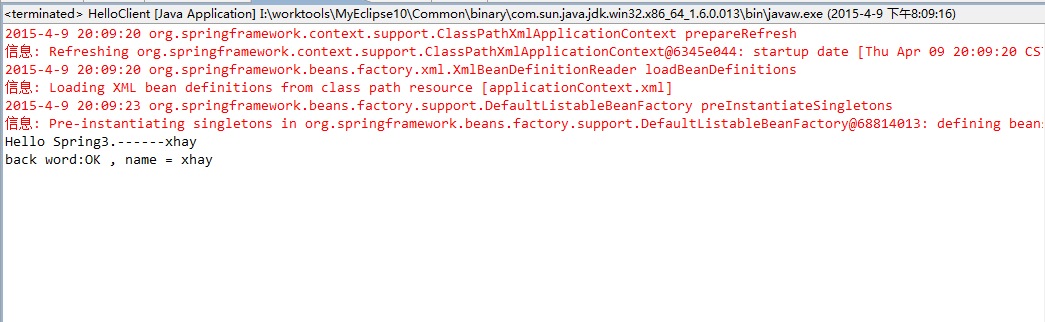 <terminated> HelloClient [Java Application] I:\worktools\MyEclipse10\Common\binary\com.sun.java.jdk.win32.x86_64_1.6.0.013\bin\javaw.exe (2015-4-9 下午8:09:16)
2015-4-9 20:09:20 org.springframework.context.support.ClassPathXmlApplicationContext prepareRefresh
信息: Refreshing org.springframework.context.support.ClassPathXmlApplicationContext@6345e044: startup date [Thu Apr 09 20:09:20 CS
2015-4-9 20:09:20 org.springframework.beans.factory.xml.XmlBeanDefinitionReader loadBeanDefinitions
信息: Loading XML bean definitions from class path resource [applicationContext.xml]
2015-4-9 20:09:23 org.springframework.beans.factory.support.DefaultListableBeanFactory preInstantiateSingletons
信息: Pre-instantiating singletons in org.springframework.beans.factory.support.DefaultListableBeanFactory@68814013: defining beans
Hello Spring3.------xhay
back word:OK , name = xhay